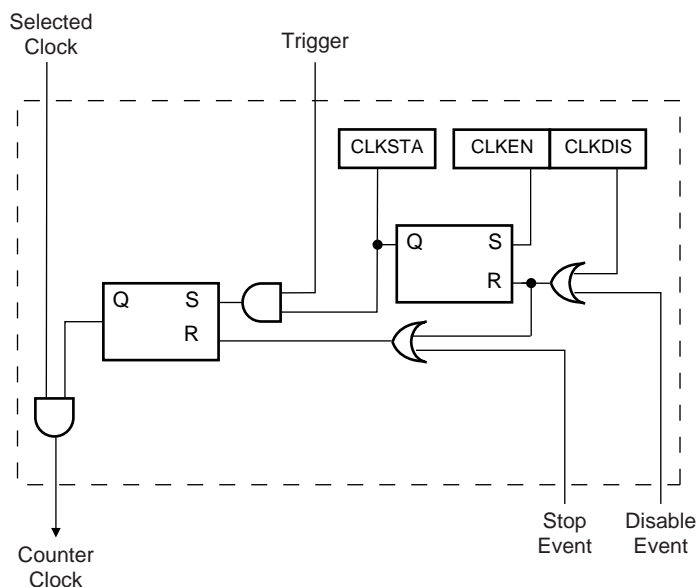 Selected
Clock
Trigger
CLKSTA
CLKEN
CLKDIS
Q
S
R
Q
S
R
Counter
Clock
Stop
Event
Disable
Event